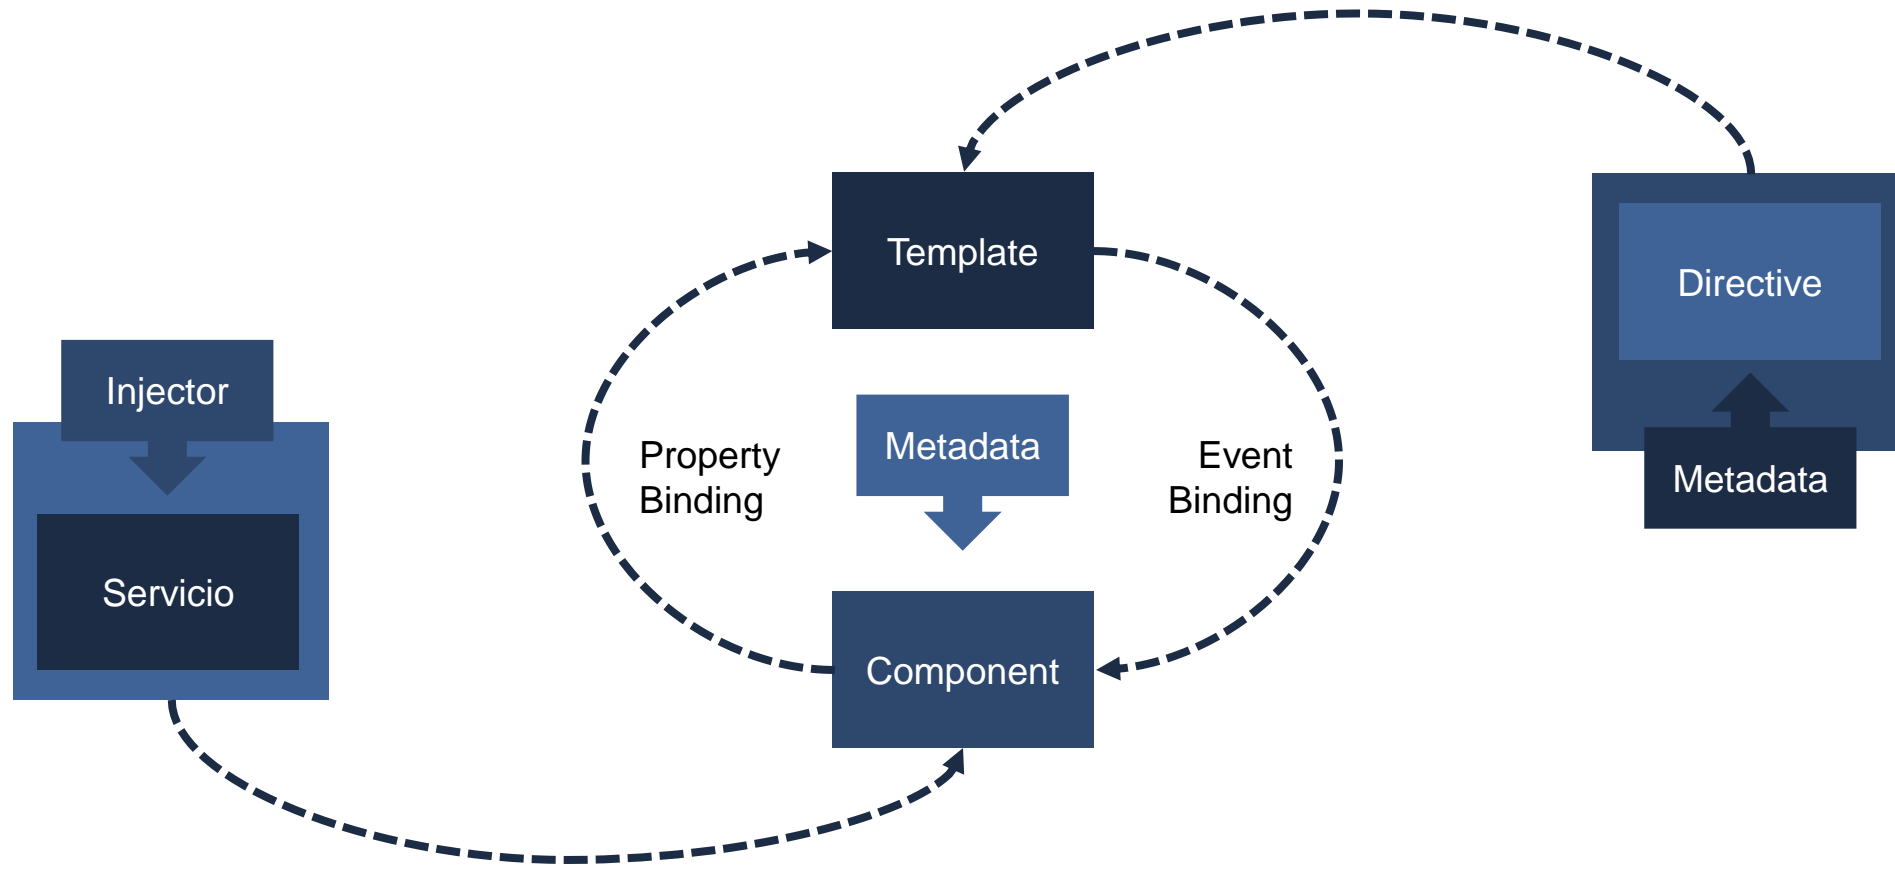 Template
Directive
Injector
Metadata
Property
Binding
Event
Binding
Metadata
Servicio
Component